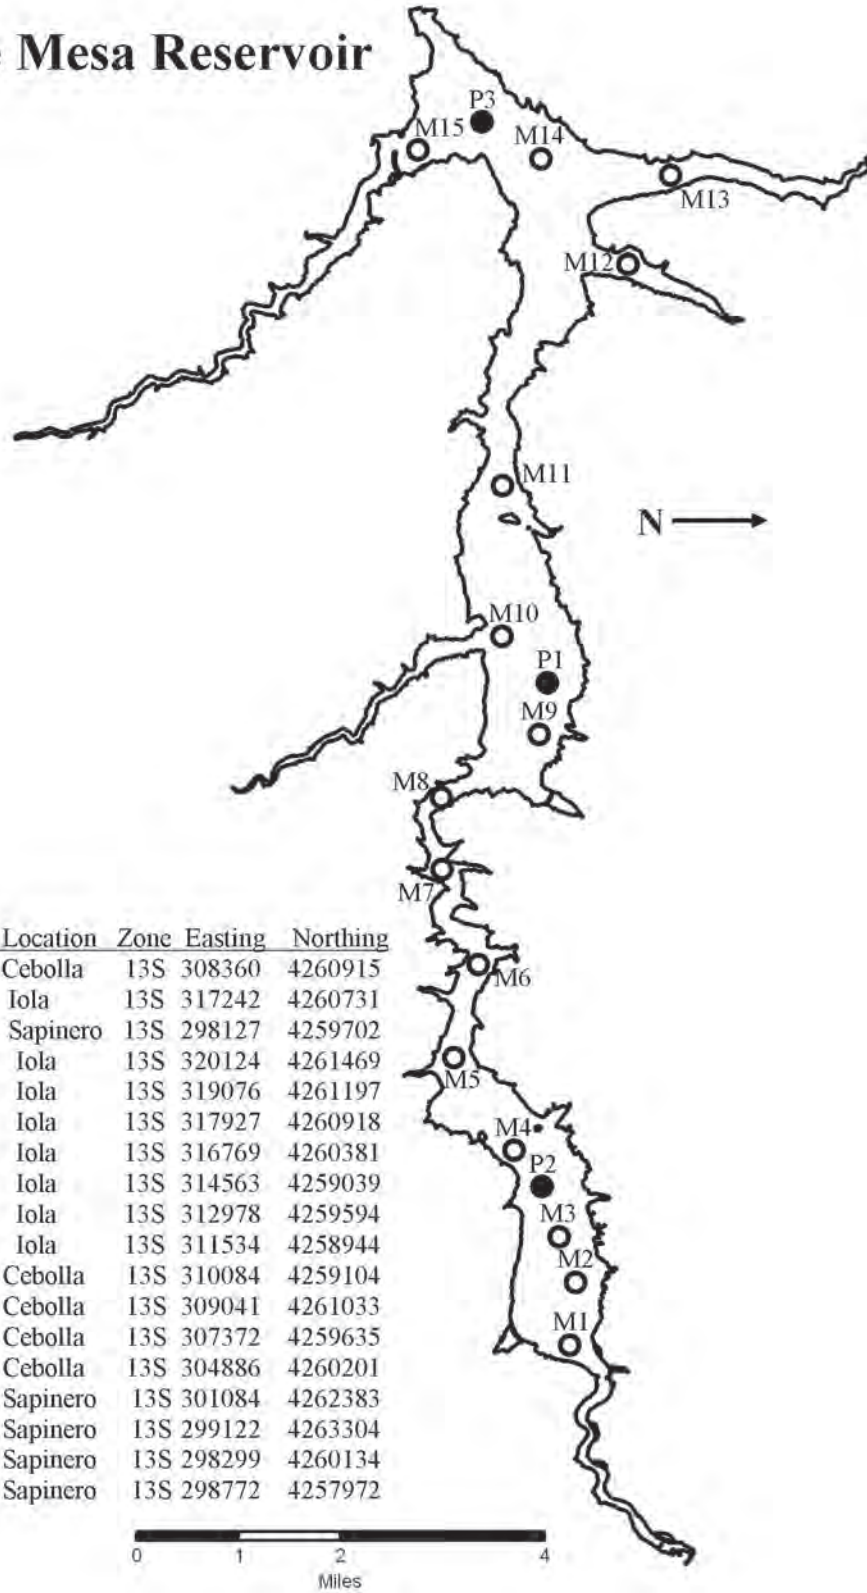 Mesa Reservoir
P3
M15
M14
M13
M12
M11
N
M10
P1
M9
M8
M7
M6
M5
M4
P2
M3
M2
M1
Location Zone Easting Northing
Cebolla 13S 308360 4260915
Iola 13S 317242 4260731
Sapinero 13S 298127 4259702
Iola 13S 320124 4261469
Iola 13S 319076 4261197
Iola 13S 317927 4260918
Iola 13S 316769 4260381
Iola 13S 314563 4259039
Iola 13S 312978 4259594
Iola 13S 311534 4258944
Cebolla 13S 310084 4259104
Cebolla 13S 309041 4261033
Cebolla 13S 307372 4259635
Cebolla 13S 304886 4260201
Sapinero 13S 301084 4262383
Sapinero 13S 299122 4263304
Sapinero 13S 298299 4260134
Sapinero 13S 298772 4257972
0 1 2 4
Miles